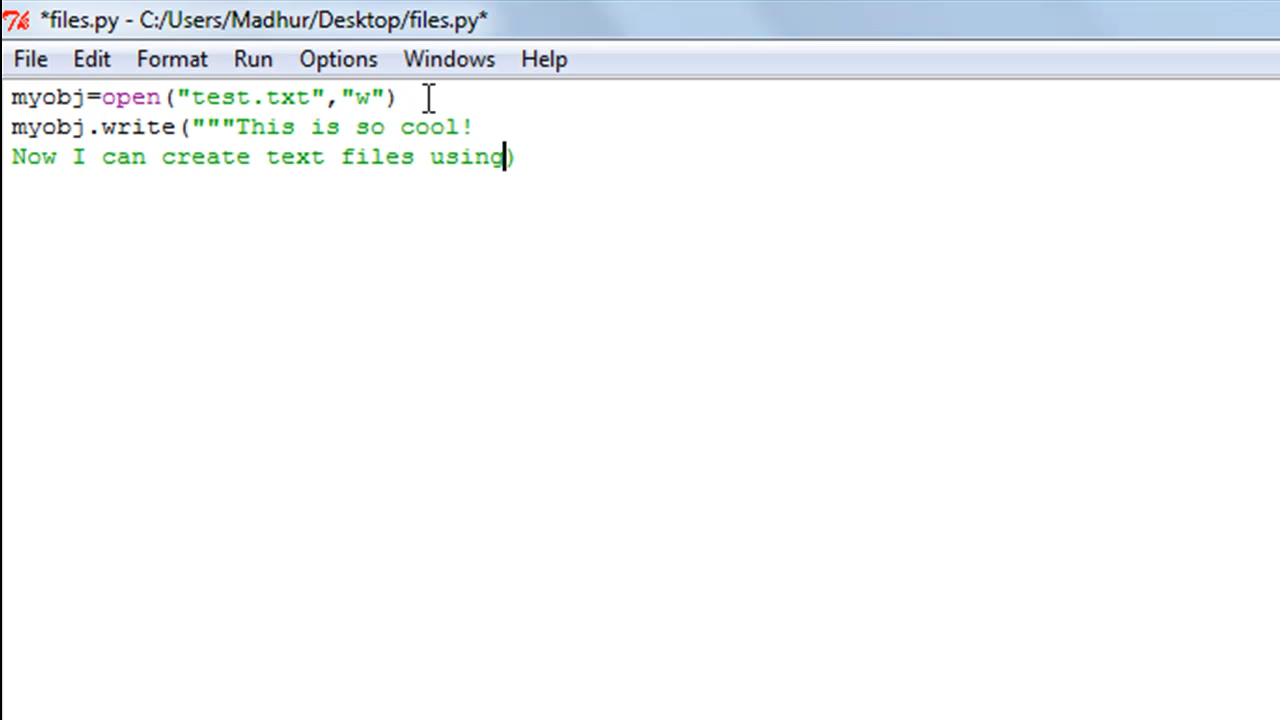 *files.py - C:/Users/Madhur/Desktop/files.py*
File Edit Format Run Options Windows Help
myobj=open("test.txt","w")
myobj.write("""This is so cool!
Now I can create text files using)